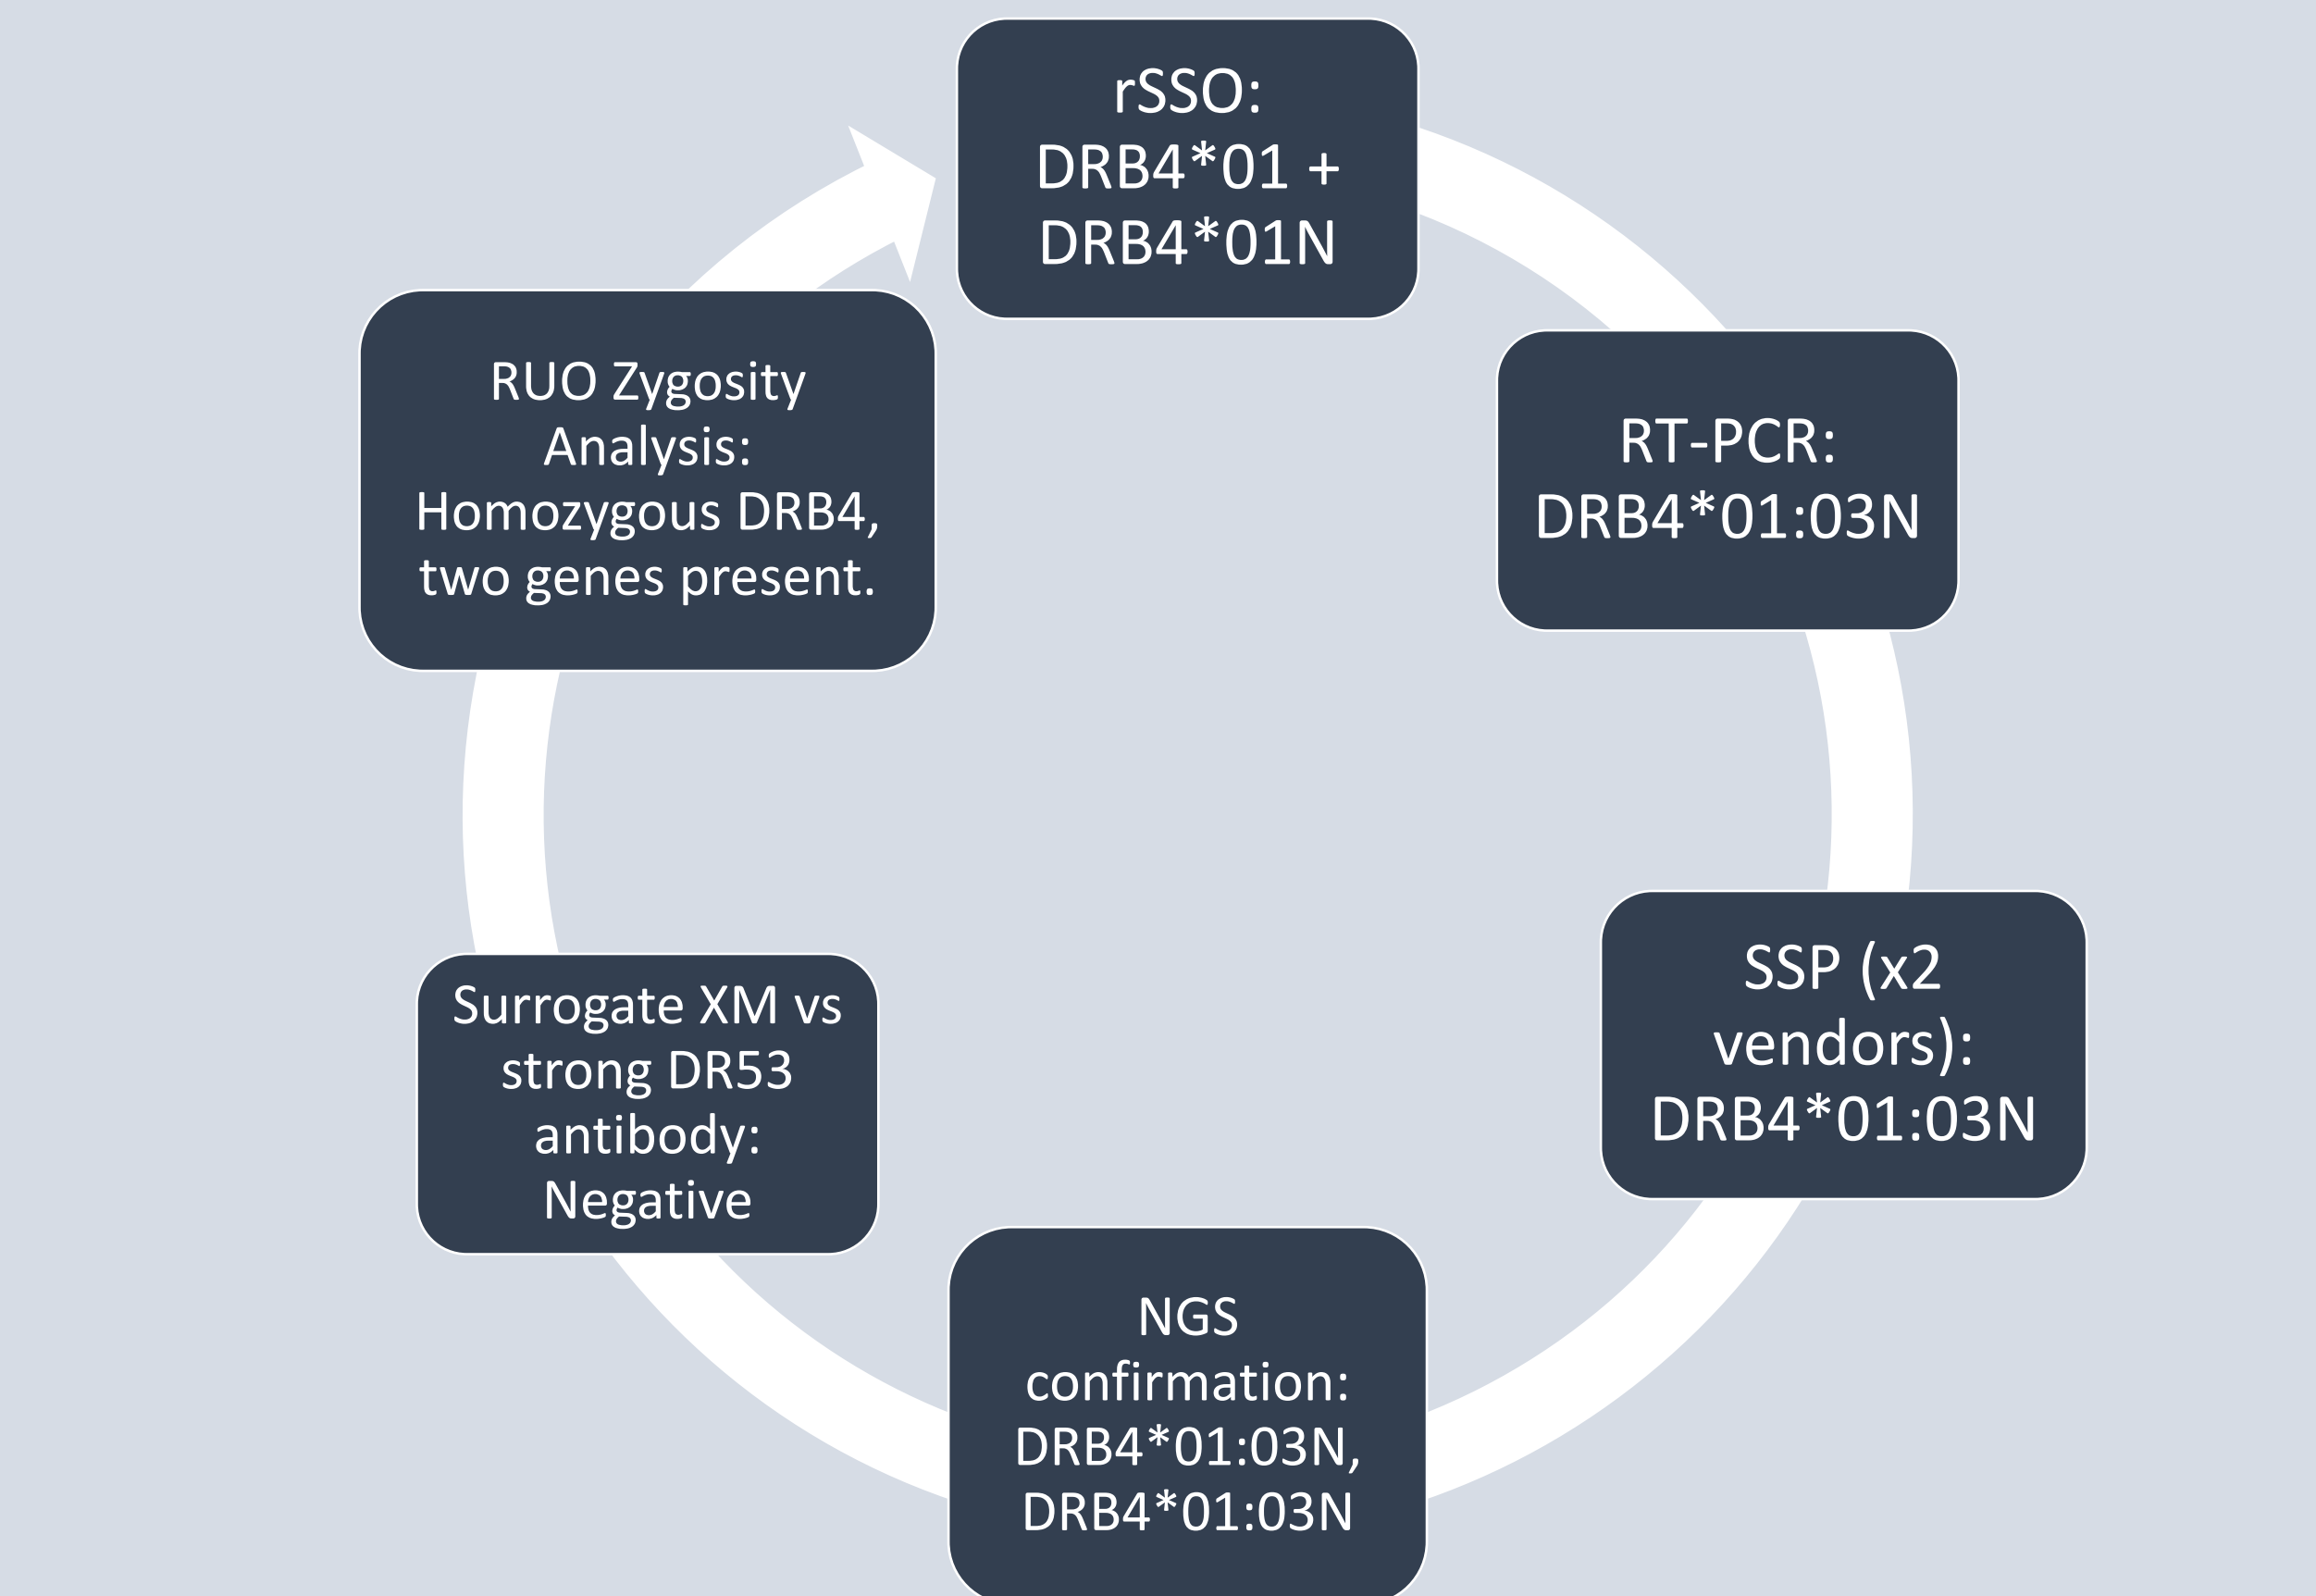 rSSO:
DRB4*01 +
DRB4*01N
RT-PCR:
DRB4*01:03N
SSP (x2
vendors):
DRB4*01:03N
NGS
confirmation:
DRB4*01:03N,
DRB4*01:03N
Surrogate XM vs
strong DR53
antibody:
Negative
RUO Zygosity
Analysis:
Homozygous DRB4,
two genes present.